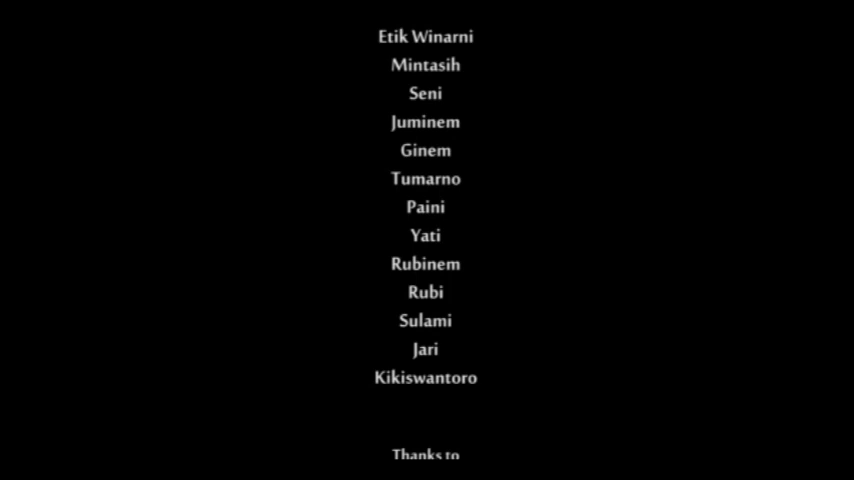 Etik Winarni
Mintasih
Seni
Juminem
Ginem
Tumarno
Paini
Yati
Rubinem
Rubi
Sulami
Jari
Kikiswantoro
Thanks to